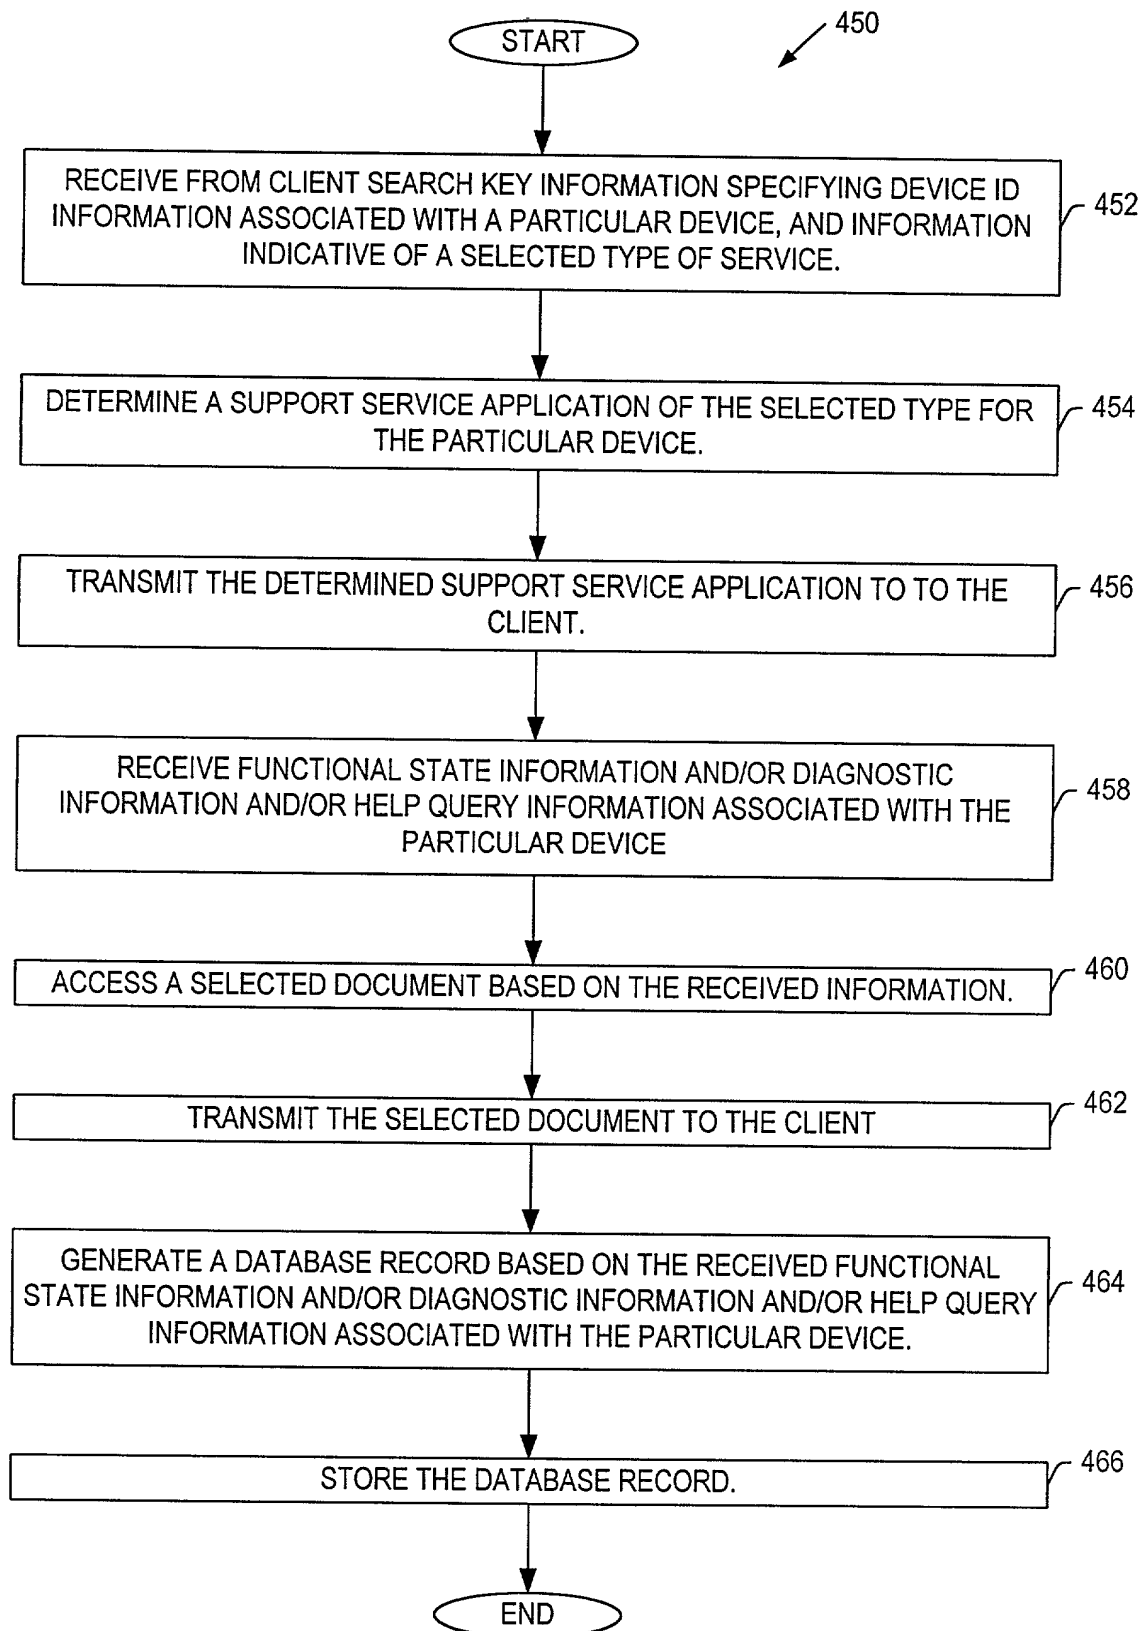 START
450
RECEIVE FROM CLIENT SEARCH KEY INFORMATION SPECIFYING DEVICE ID
INFORMATION ASSOCIATED WITH A PARTICULAR DEVICE, AND INFORMATION
INDICATIVE OF A SELECTED TYPE OF SERVICE.
452
DETERMINE A SUPPORT SERVICE APPLICATION OF THE SELECTED TYPE FOR
THE PARTICULAR DEVICE.
454
TRANSMIT THE DETERMINED SUPPORT SERVICE APPLICATION TO TO THE
CLIENT.
456
RECEIVE FUNCTIONAL STATE INFORMATION AND/OR DIAGNOSTIC
INFORMATION AND/OR HELP QUERY INFORMATION ASSOCIATED WITH THE
PARTICULAR DEVICE
458
ACCESS A SELECTED DOCUMENT BASED ON THE RECEIVED INFORMATION.
460
TRANSMIT THE SELECTED DOCUMENT TO THE CLIENT
462
GENERATE A DATABASE RECORD BASED ON THE RECEIVED FUNCTIONAL
STATE INFORMATION AND/OR DIAGNOSTIC INFORMATION AND/OR HELP QUERY
INFORMATION ASSOCIATED WITH THE PARTICULAR DEVICE.
464
STORE THE DATABASE RECORD.
466
END